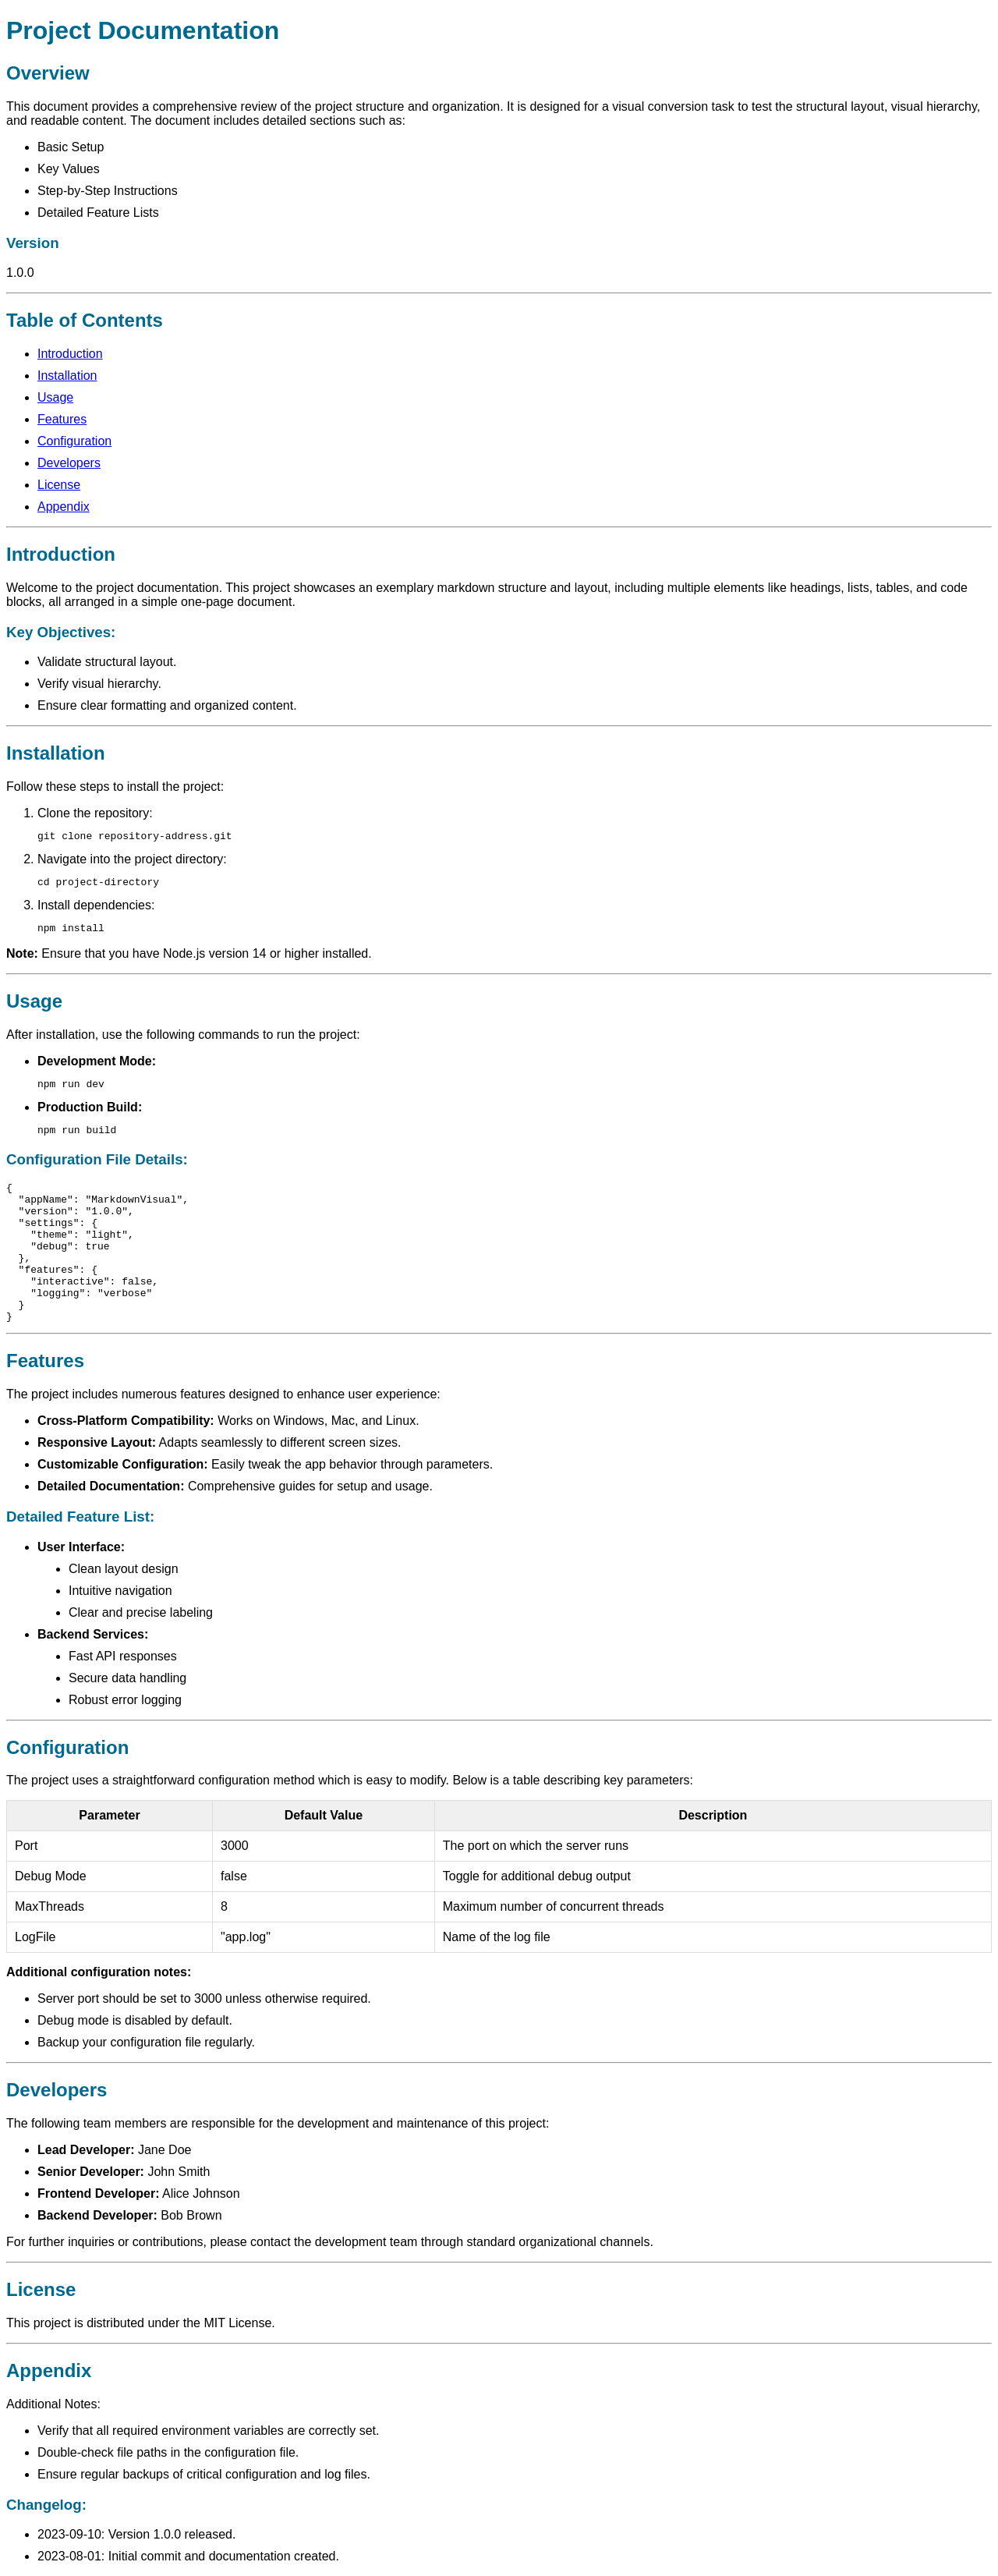 Project Documentation
Overview
This document provides a comprehensive review of the project structure and organization. It is designed for a visual conversion task to test the structural layout, visual hierarchy,
and readable content. The document includes detailed sections such as:
• Basic Setup
• Key Values
• Step-by-Step Instructions
• Detailed Feature Lists
Version
1.0.0
Table of Contents
• Introduction
• Installation
• Usage
• Features
• Configuration
• Developers
• License
• Appendix
Introduction
Welcome to the project documentation. This project showcases an exemplary markdown structure and layout, including multiple elements like headings, lists, tables, and code
blocks, all arranged in a simple one-page document.
Key Objectives:
• Validate structural layout.
• Verify visual hierarchy.
• Ensure clear formatting and organized content.
Installation
Follow these steps to install the project:
1. Clone the repository:
git clone repository-address.git
2. Navigate into the project directory:
cd project-directory
3. Install dependencies:
npm install
Note: Ensure that you have Node.js version 14 or higher installed.
Usage
After installation, use the following commands to run the project:
• Development Mode:
npm run dev
• Production Build:
npm run build
Configuration File Details:
{
  "appName": "MarkdownVisual",
  "version": "1.0.0",
  "settings": {
    "theme": "light",
    "debug": true
  },
  "features": {
    "interactive": false,
    "logging": "verbose"
  }
}
Features
The project includes numerous features designed to enhance user experience:
• Cross-Platform Compatibility: Works on Windows, Mac, and Linux.
• Responsive Layout: Adapts seamlessly to different screen sizes.
• Customizable Configuration: Easily tweak the app behavior through parameters.
• Detailed Documentation: Comprehensive guides for setup and usage.
Detailed Feature List:
• User Interface:
• Clean layout design
• Intuitive navigation
• Clear and precise labeling
• Backend Services:
• Fast API responses
• Secure data handling
• Robust error logging
Configuration
The project uses a straightforward configuration method which is easy to modify. Below is a table describing key parameters:
Parameter Default Value Description
Port 3000 The port on which the server runs
Debug Mode false Toggle for additional debug output
MaxThreads 8 Maximum number of concurrent threads
LogFile "app.log" Name of the log file
Additional configuration notes:
• Server port should be set to 3000 unless otherwise required.
• Debug mode is disabled by default.
• Backup your configuration file regularly.
Developers
The following team members are responsible for the development and maintenance of this project:
• Lead Developer: Jane Doe
• Senior Developer: John Smith
• Frontend Developer: Alice Johnson
• Backend Developer: Bob Brown
For further inquiries or contributions, please contact the development team through standard organizational channels.
License
This project is distributed under the MIT License.
Appendix
Additional Notes:
• Verify that all required environment variables are correctly set.
• Double-check file paths in the configuration file.
• Ensure regular backups of critical configuration and log files.
Changelog:
• 2023-09-10: Version 1.0.0 released.
• 2023-08-01: Initial commit and documentation created.